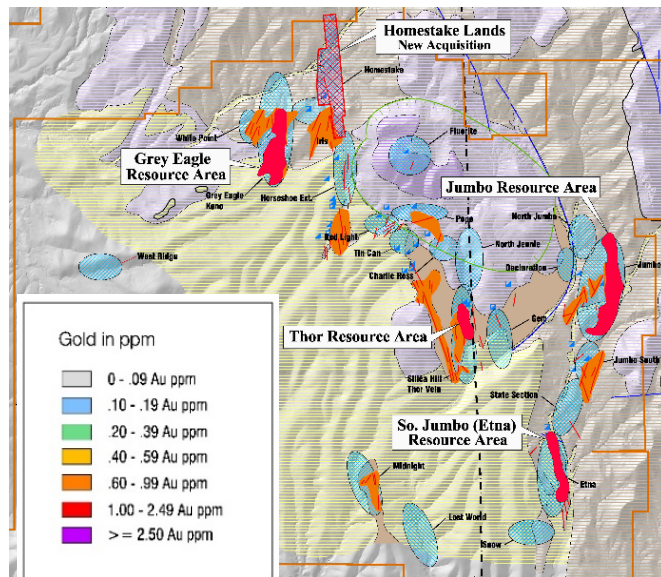 Homestake Lands
New Acquisition
Homestake
White Point
Iris
Fluorite
Grey Eagle
Resource Area
Jumbo Resource Area
Grey Eagle
Keno
Horseshoe Ext.
North Jumbo
Red Light
Page
Tin Can
North Jennie
Jumbo
West Ridge
Declaration
Charlie Ross
Gem
Thor Resource Area
Jumbo South
Silica Hill
Thor Vein
State Section
So. Jumbo (Etna)
Resource Area
Midnight
Etna
Lost World
Snow
Gold in ppm
0 - .09 Au ppm
.10 - .19 Au ppm
.20 - .39 Au ppm
.40 - .59 Au ppm
.60 - .99 Au ppm
1.00 - 2.49 Au ppm
> = 2.50 Au ppm